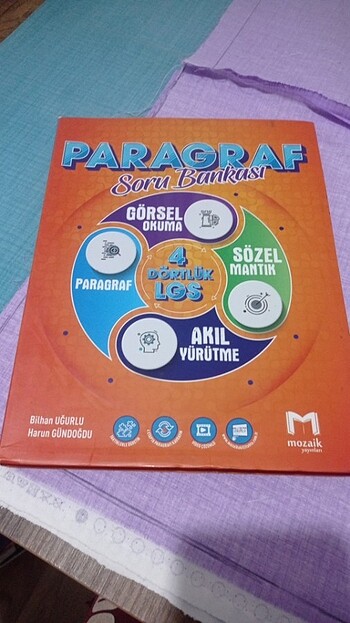 PARAGRAF
Soru Bankası
GÖRSEL
OKUMA
SÖZEL
MANTIK
PARAGRAF
4
DÖRTLÜK
LGS
AKIL
YÜRÜTME
Bilhan UĞURLU
Harun GÜNDOĞDU
mozaik
yayınları